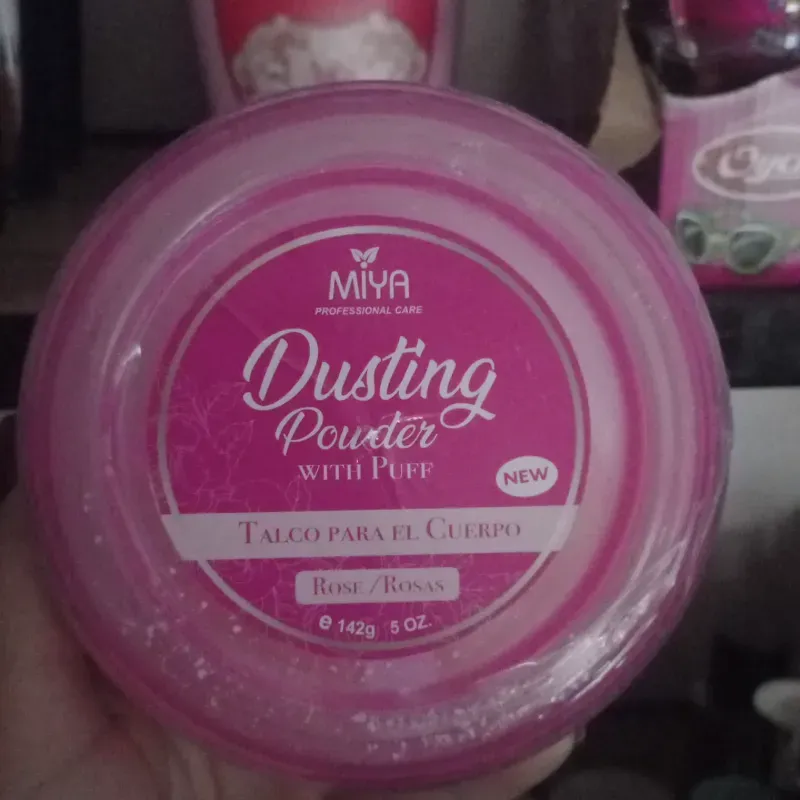 MiYA
PROFESSIONAL CARE
Dusting
Powder
WITH PUFF
NEW
TALCO PARA EL CUERPO
ROSE / ROSAS
e 142g 5 OZ.